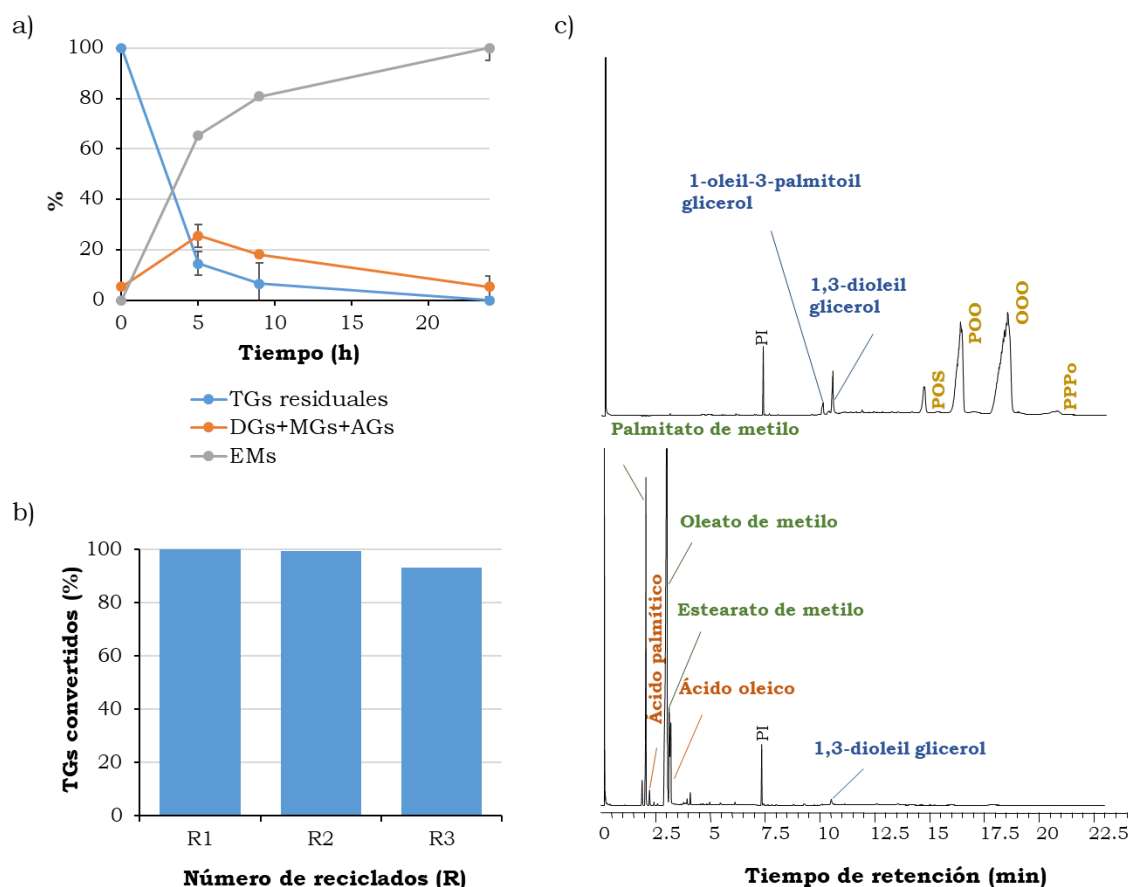 a)
100
80
60
40
20
0
%
0
5
10
15
20
Tiempo (h)
TGs residuales
DGs+MGs+AGs
EMs
b)
100
80
60
40
20
0
TGs convertidos (%)
R1
R2
R3
Número de reciclados (R)
c)
1-oleil-3-palmitoil
glicerol
1,3-dioleil
glicerol
PI
POS
POO
OOO
PPPo
Palmitato de metilo
Oleato de metilo
Ácido palmítico
Estearato de metilo
Ácido oleico
PI
1,3-dioleil glicerol
0
2.5
5
7.5
10
12.5
15
17.5
20
22.5
Tiempo de retención (min)